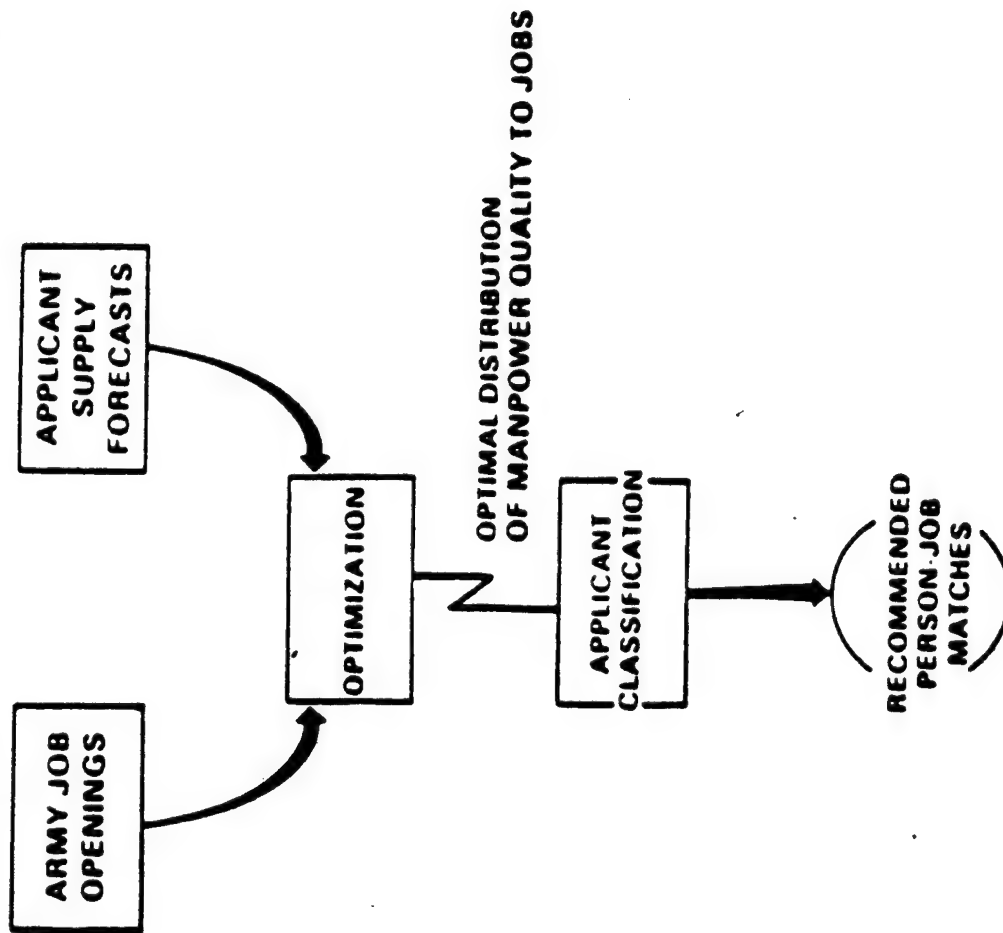 ARMY JOB
OPENINGS
APPLICANT
SUPPLY
FORECASTS
OPTIMIZATION
OPTIMAL DISTRIBUTION
OF MANPOWER QUALITY TO JOBS
APPLICANT
CLASSIFICATION
RECOMMENDED
PERSON-JOB
MATCHES